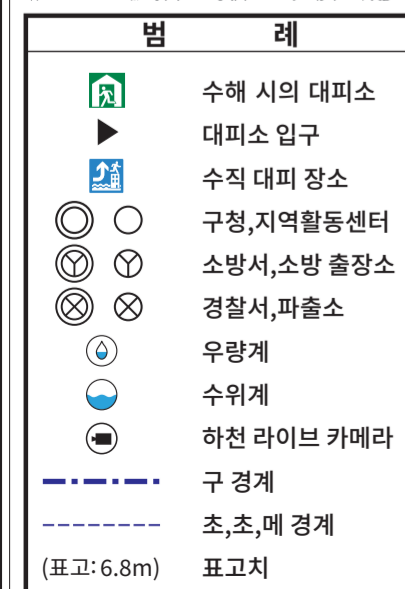 범 례
수해 시의 대피소
대피소 입구
수직 대피 장소
구청,지역활동센터
소방서,소방 출장소
경찰서,파출소
우량계
수위계
하천 라이브 카메라
구 경계
초,초,메 경계
(표고:6.8m) 표고치